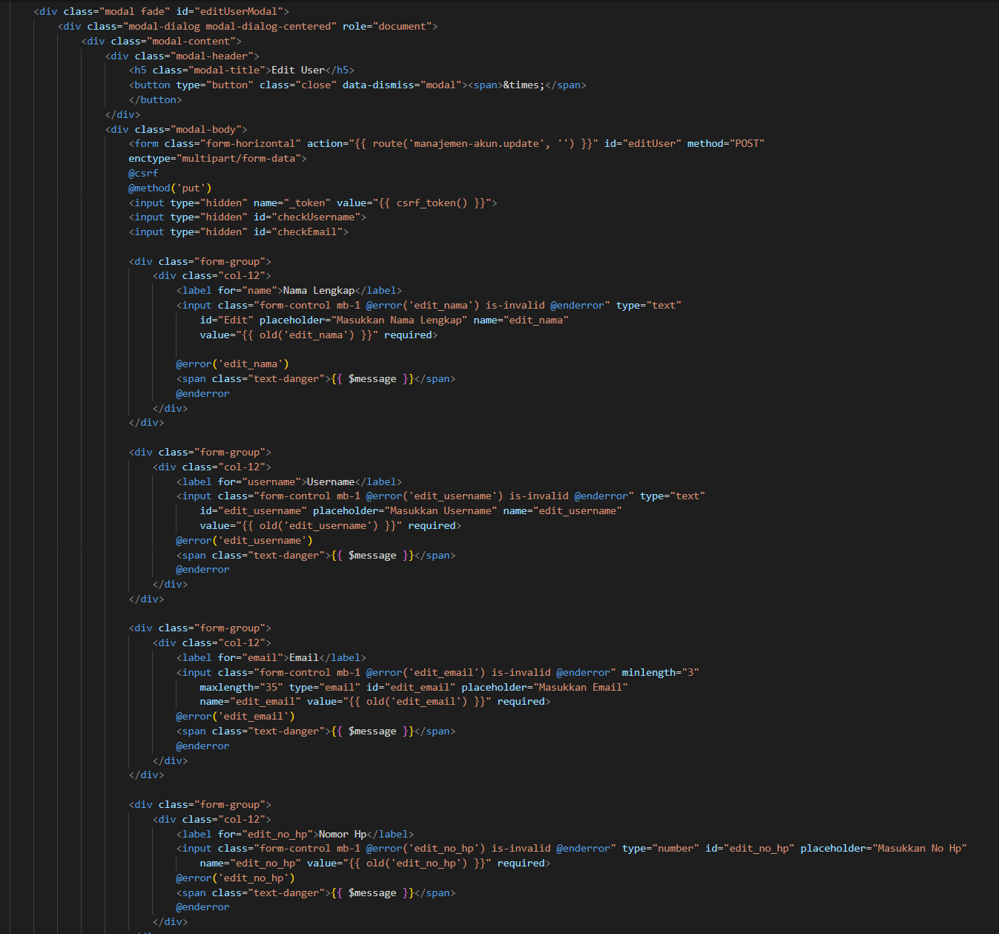 <div class="modal fade" id="editUserModal">
<div class="modal-dialog modal-dialog-centered" role="document">
<div class="modal-content">
<div class="modal-header">
<h5 class="modal-title">Edit User</h5>
<button type="button" class="close" data-dismiss="modal"><span>&times;</span>
</button>
</div>
<div class="modal-body">
<form class="form-horizontal" action="{{ route('manajemen-akun.update', '') }}" id="editUser" method="POST"
enctype="multipart/form-data">
@csrf
@method('put')
<input type="hidden" name="_token" value="{{ csrf_token() }}">
<input type="hidden" id="checkUsername">
<input type="hidden" id="checkEmail">
<div class="form-group">
<div class="col-12">
<label for="name">Nama Lengkap</label>
<input class="form-control mb-1 @error('edit_nama') is-invalid @enderror" type="text"
id="Edit" placeholder="Masukkan Nama Lengkap" name="edit_nama"
value="{{ old('edit_nama') }}" required>
@error('edit_nama')
<span class="text-danger">{{ $message }}</span>
@enderror
</div>
</div>
<div class="form-group">
<div class="col-12">
<label for="username">Username</label>
<input class="form-control mb-1 @error('edit_username') is-invalid @enderror" type="text"
id="edit_username" placeholder="Masukkan Username" name="edit_username"
value="{{ old('edit_username') }}" required>
@error('edit_username')
<span class="text-danger">{{ $message }}</span>
@enderror
</div>
</div>
<div class="form-group">
<div class="col-12">
<label for="email">Email</label>
<input class="form-control mb-1 @error('edit_email') is-invalid @enderror" minlength="3"
maxlength="35" type="email" id="edit_email" placeholder="Masukkan Email"
name="edit_email" value="{{ old('edit_email') }}" required>
@error('edit_email')
<span class="text-danger">{{ $message }}</span>
@enderror
</div>
</div>
<div class="form-group">
<div class="col-12">
<label for="edit_no_hp">Nomor Hp</label>
<input class="form-control mb-1 @error('edit_no_hp') is-invalid @enderror" type="number" id="edit_no_hp" placeholder="Masukkan No Hp"
name="edit_no_hp" value="{{ old('edit_no_hp') }}" required>
@error('edit_no_hp')
<span class="text-danger">{{ $message }}</span>
@enderror
</div>